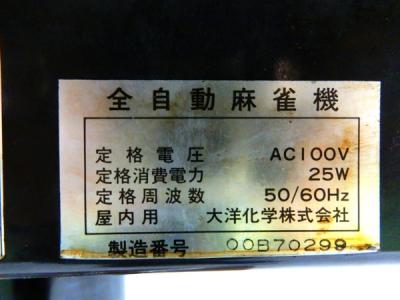 全自動麻雀機
定格電圧 AC100V
定格消費電力 25W
定格周波数 50/60Hz
屋内用 大洋化学株式会社
製造番号 00B70299